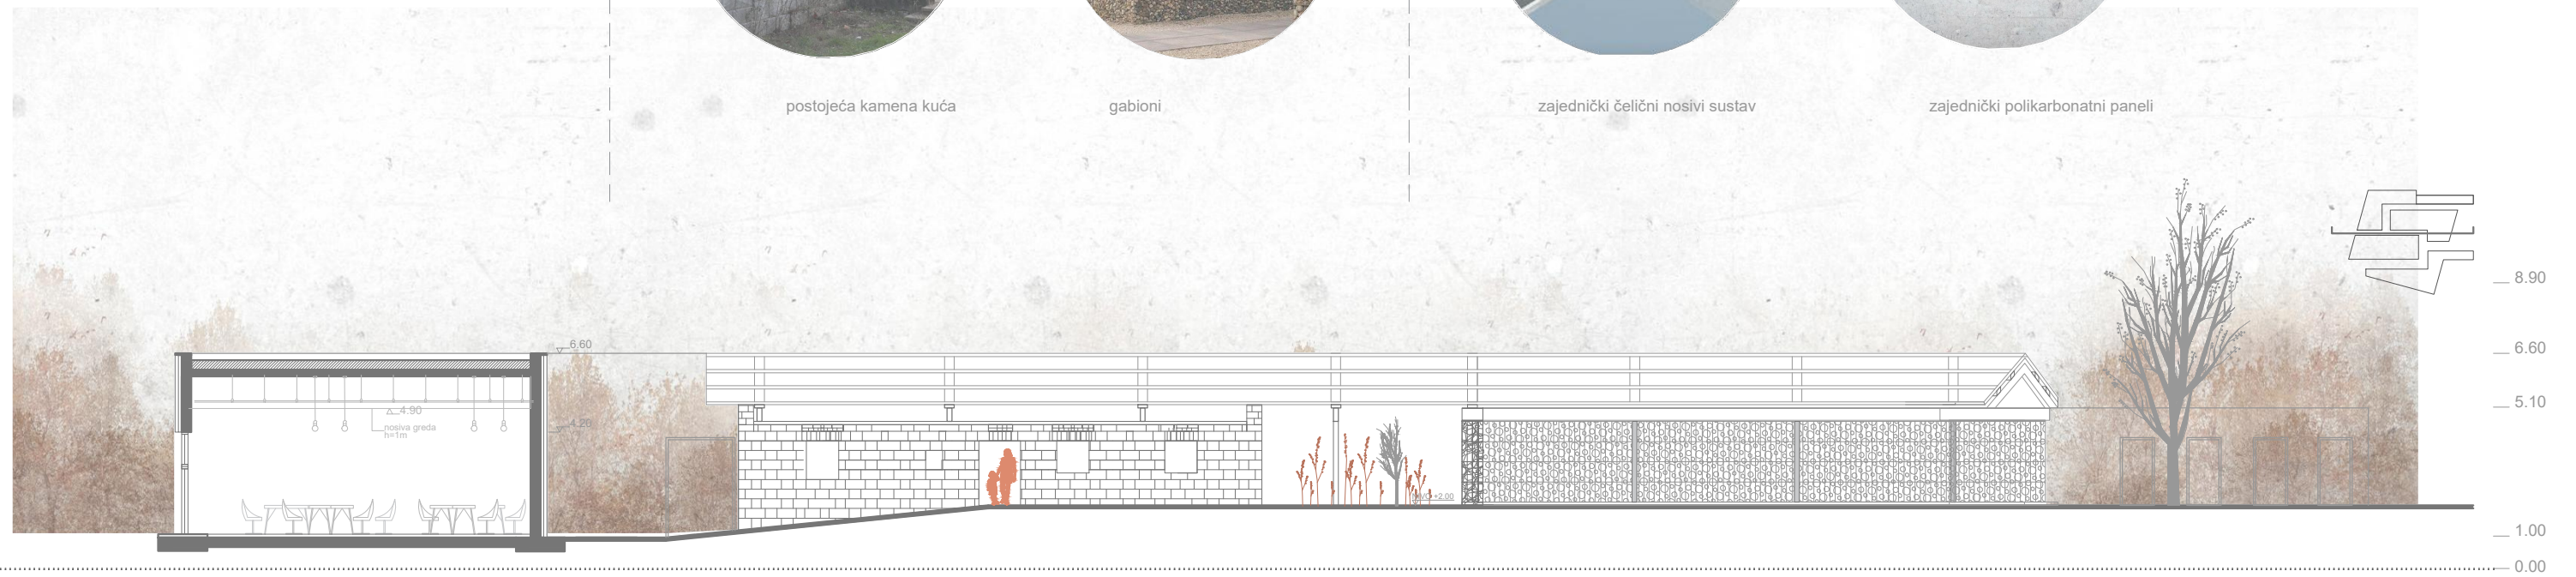 postojeća kamena kuća
gabioni
zajednički čelični nosivi sustav
zajednički polikarbonatni paneli
8.90
6.60
6.60
5.10
4.90
4.20
nosiva greda
h=1m
+2.00
1.00
0.00